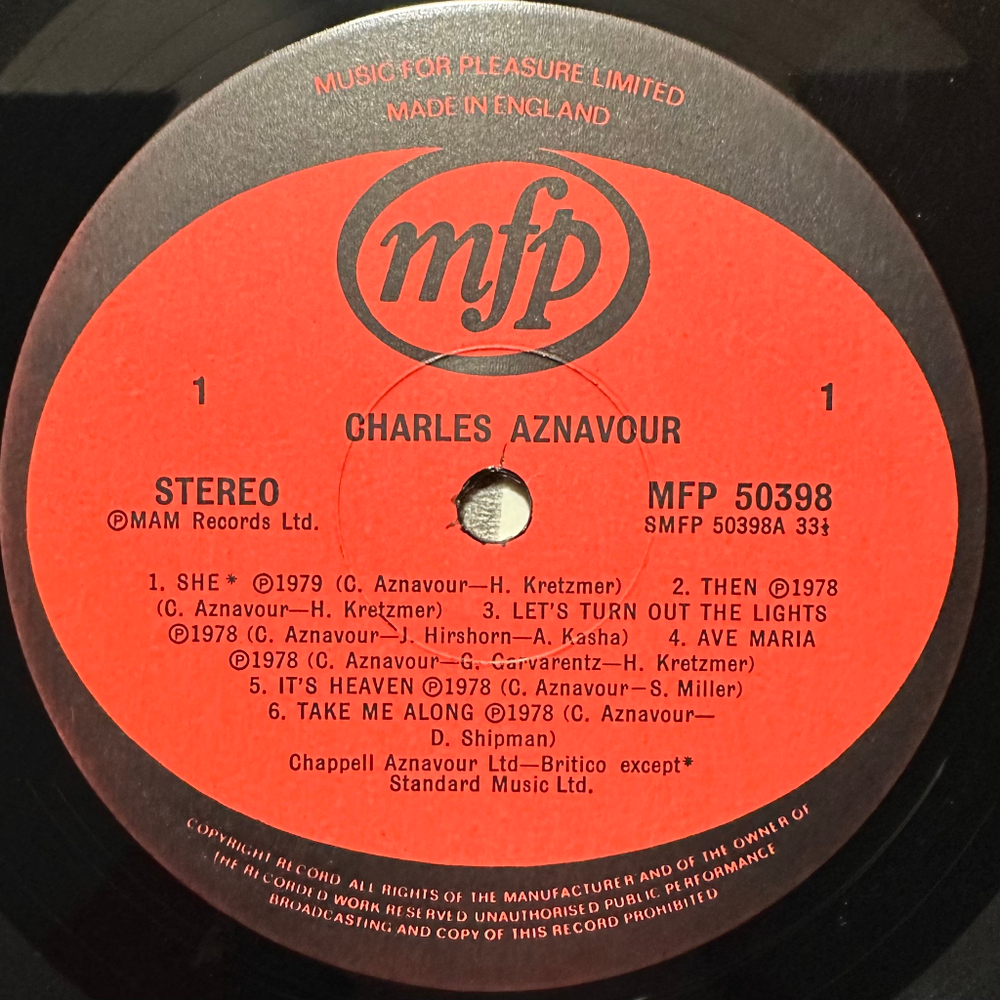 MUSIC FOR PLEASURE LIMITED
MADE IN ENGLAND
mfp
1
1
CHARLES AZNAVOUR
STEREO
MFP 50398
℗MAM Records Ltd.
SMFP 50398A 33⅓
1. SHE* ℗1979 (C. Aznavour—H. Kretzmer) 2. THEN ℗1978
(C. Aznavour—H. Kretzmer) 3. LET'S TURN OUT THE LIGHTS
℗1978 (C. Aznavour—J. Hirshorn—A. Kasha) 4. AVE MARIA
℗1978 (C. Aznavour—G. Garvarentz—H. Kretzmer)
5. IT'S HEAVEN ℗1978 (C. Aznavour—S. Miller)
6. TAKE ME ALONG ℗1978 (C. Aznavour—
D. Shipman)
Chappell Aznavour Ltd—Britico except*
Standard Music Ltd.
COPYRIGHT RECORD ALL RIGHTS OF THE MANUFACTURER AND OF THE OWNER OF
THE RECORDED WORK RESERVED UNAUTHORISED PUBLIC PERFORMANCE
BROADCASTING AND COPY OF THIS RECORD PROHIBITED